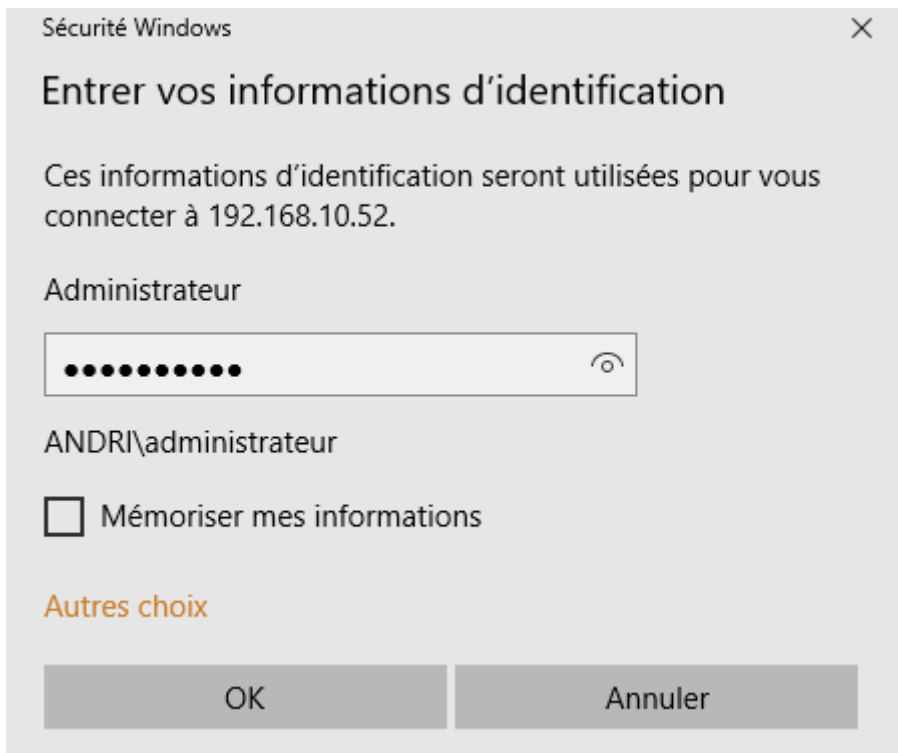 Sécurité Windows
Entrer vos informations d’identification
Ces informations d’identification seront utilisées pour vous
connecter à 192.168.10.52.
Administrateur
••••••••••
ANDRI\administrateur
Mémoriser mes informations
Autres choix
OK
Annuler